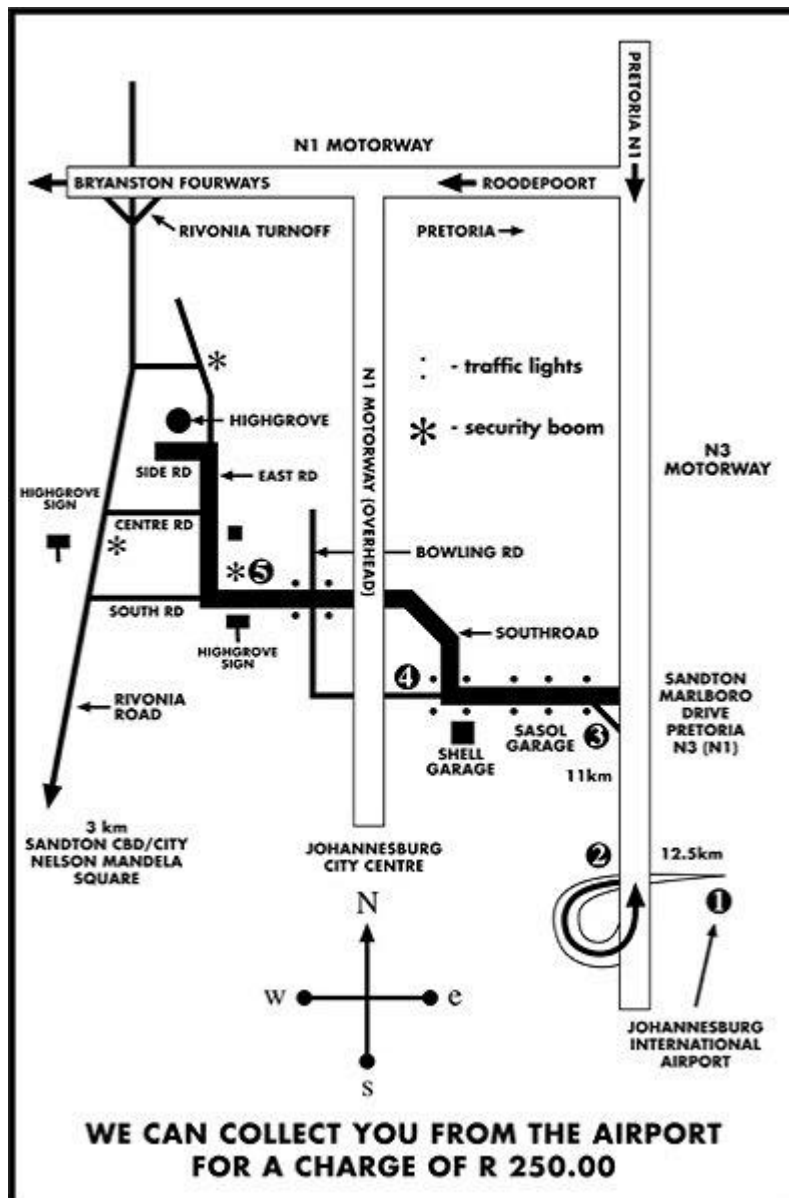 PRETORIA N1
N1 MOTORWAY
BRYANSTON FOURWAYS
ROODEPOORT
RIVONIA TURNOFF
PRETORIA
N1 MOTORWAY (OVERHEAD)
- traffic lights
* - security boom
*
HIGHGROVE
N3
MOTORWAY
SIDE RD
EAST RD
HIGHGROVE
SIGN
CENTRE RD
*
BOWLING RD
* 5
SOUTH RD
HIGHGROVE
SIGN
SOUTHROAD
4
RIVONIA
ROAD
SANDTON
MARLBORO
DRIVE
PRETORIA
N3 (N1)
SHELL
GARAGE
SASOL
GARAGE
3
11km
3 km
SANDTON CBD/CITY
NELSON MANDELA
SQUARE
JOHANNESBURG
CITY CENTRE
2
12.5km
1
N
w
e
s
JOHANNESBURG
INTERNATIONAL
AIRPORT
WE CAN COLLECT YOU FROM THE AIRPORT
FOR A CHARGE OF R 250.00